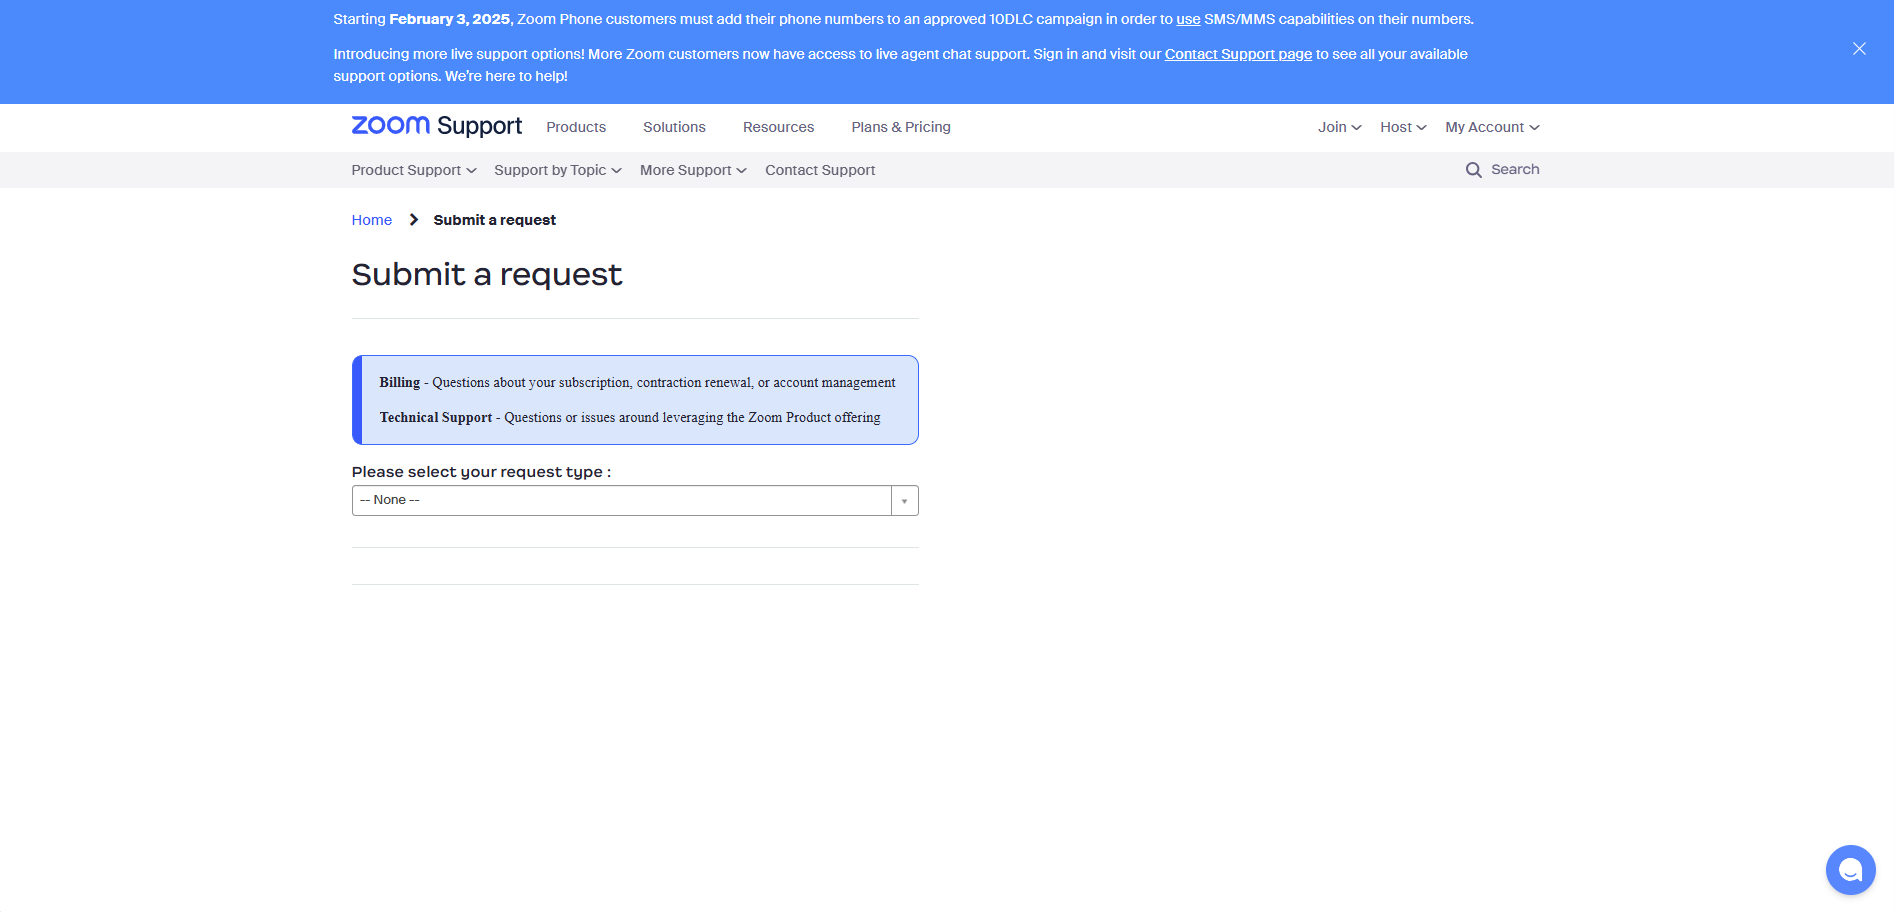 Starting February 3, 2025, Zoom Phone customers must add their phone numbers to an approved 10DLC campaign in order to use SMS/MMS capabilities on their numbers.
Introducing more live support options! More Zoom customers now have access to live agent chat support. Sign in and visit our Contact Support page to see all your available
support options. We're here to help!
zoom Support Products Solutions Resources Plans & Pricing Join Host My Account
Product Support Support by Topic More Support Contact Support Search
Home Submit a request
Submit a request
Billing - Questions about your subscription, contraction renewal, or account management
Technical Support - Questions or issues around leveraging the Zoom Product offering
Please select your request type :
-- None --